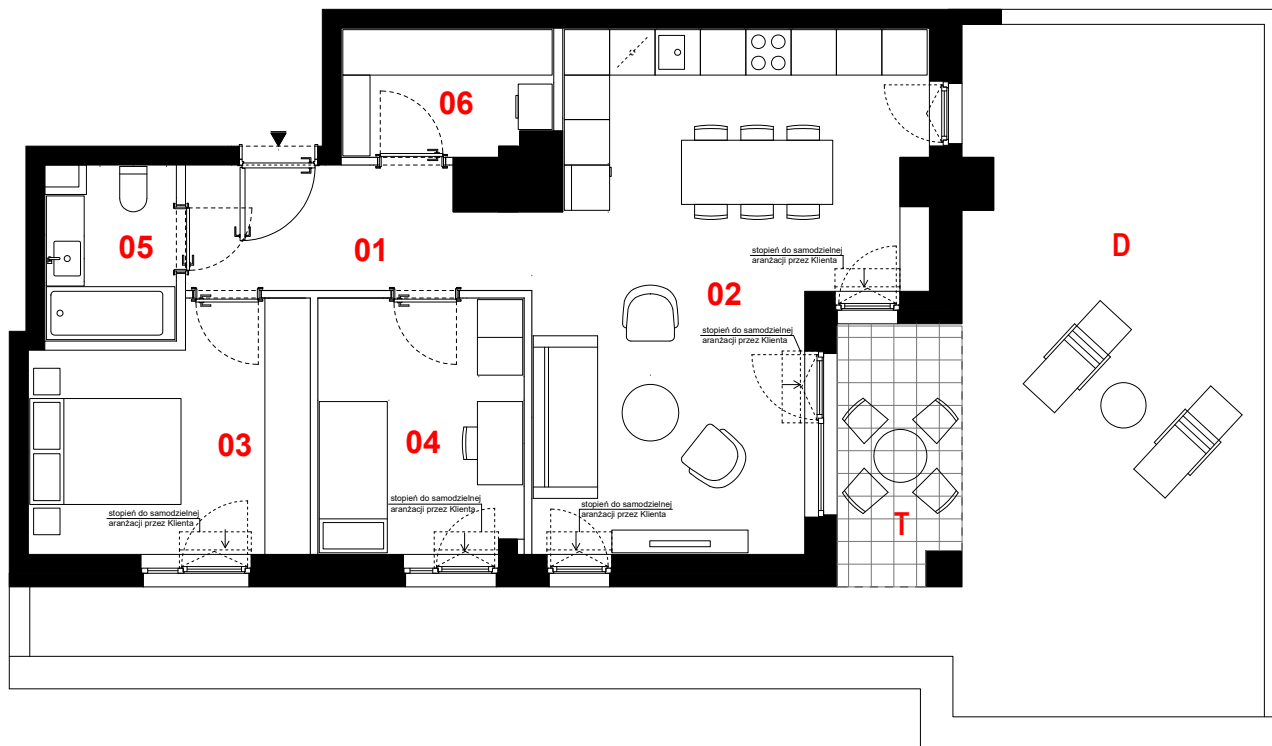 06
05
01
D
stopień do samodzielnej
aranżacji przez Klienta
02
stopień do samodzielnej
aranżacji przez Klienta
03
04
stopień do samodzielnej
aranżacji przez Klienta
stopień do samodzielnej
aranżacji przez Klienta
stopień do samodzielnej
aranżacji przez Klienta
T